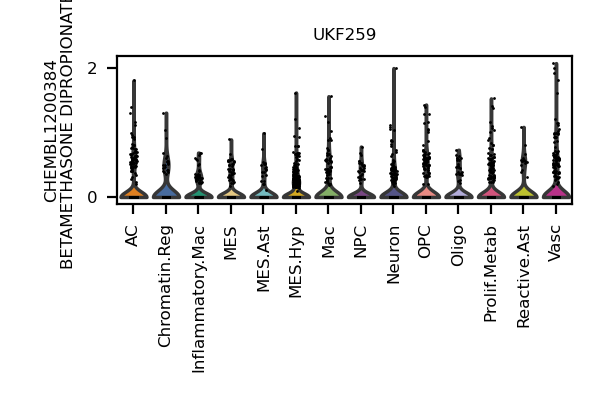 UKF259
CHEMBL1200384
BETAMETHASONE DIPROPIONATE
2
0
AC
Chromatin.Reg
Inflammatory.Mac
MES
MES.Ast
MES.Hyp
Mac
NPC
Neuron
OPC
Oligo
Prolif.Metab
Reactive.Ast
Vasc